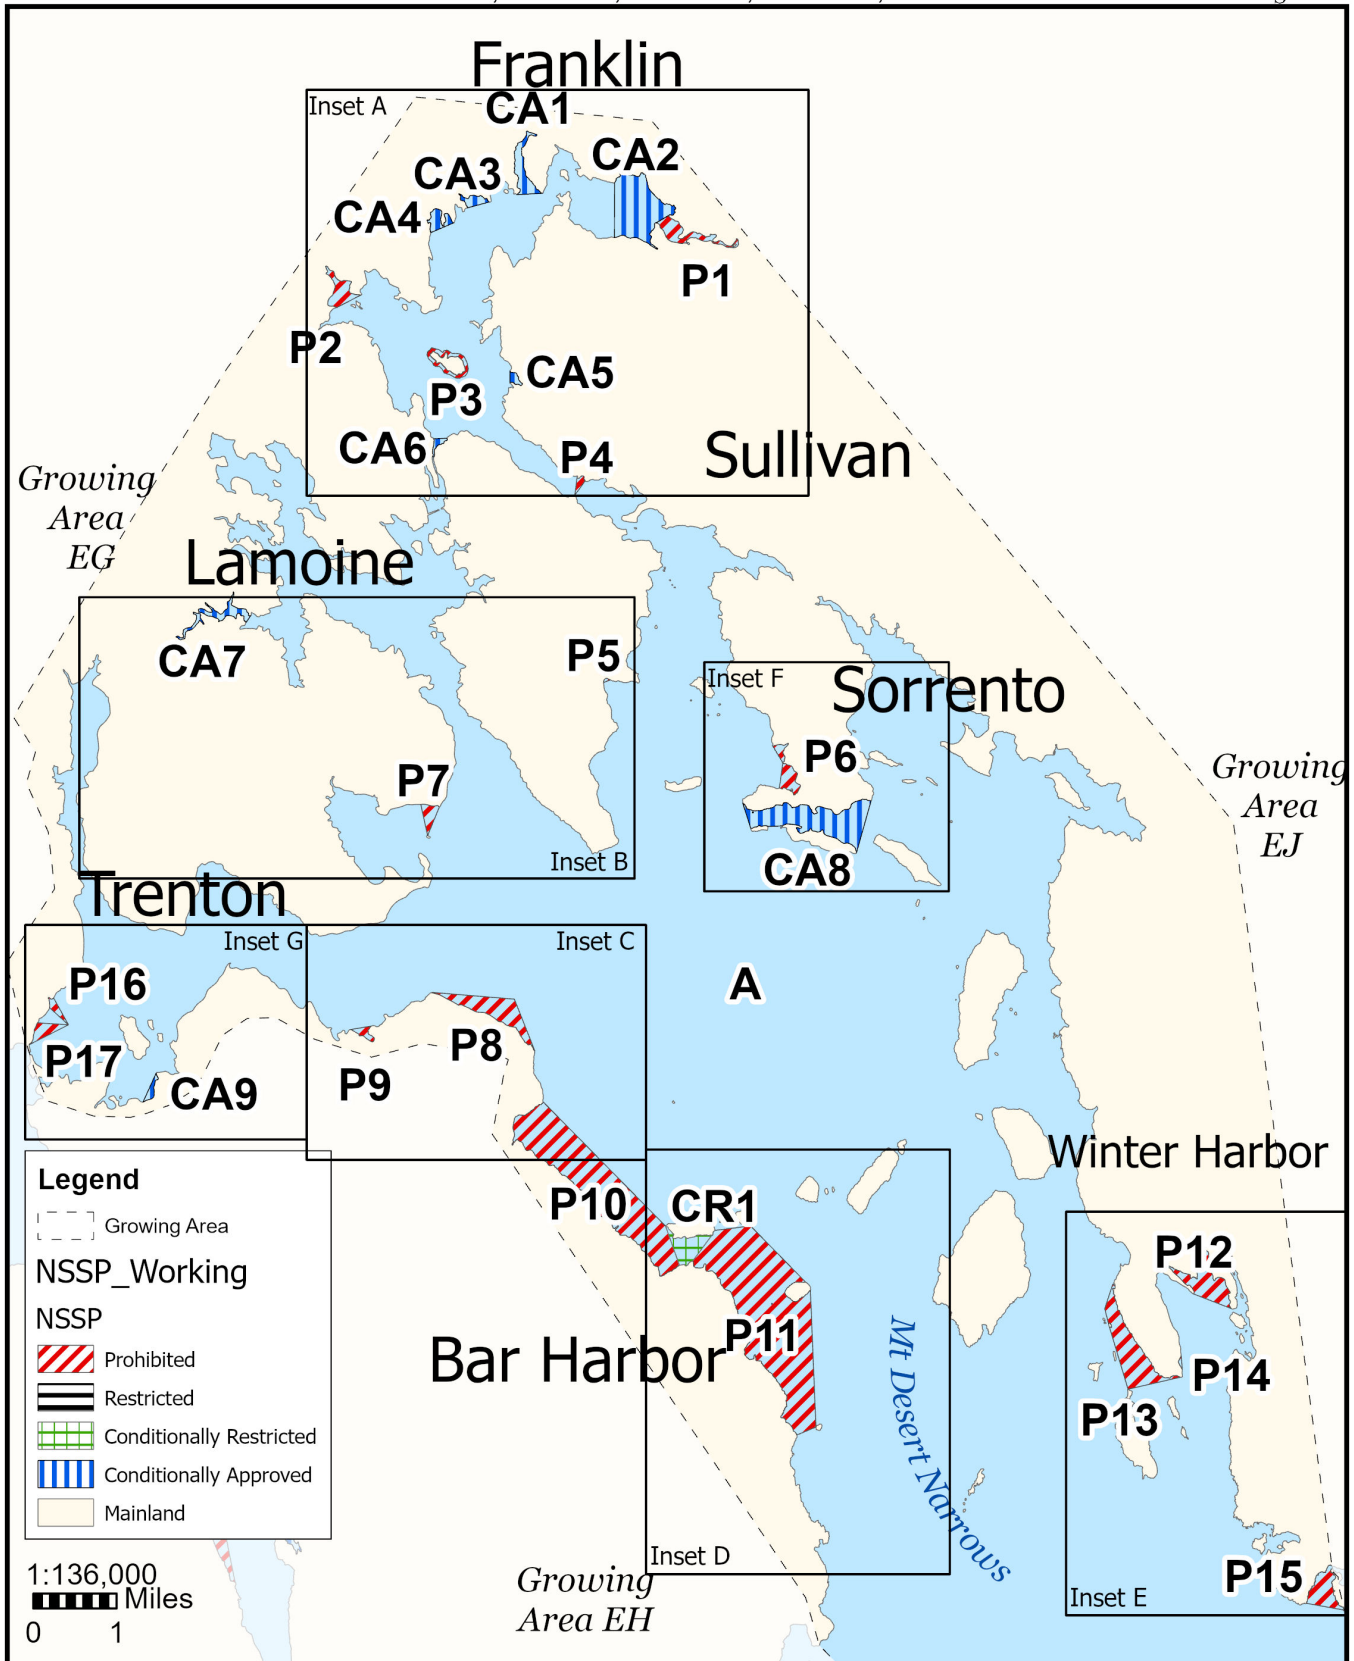 Franklin
Inset A
CA1
CA2
CA3
CA4
P1
P2
CA5
P3
CA6
P4
Sullivan
Growing
Area
EG
Lamoine
CA7
P5
Inset F
Sorrento
P6
P7
Growing
Area
EJ
Inset B
CA8
Trenton
Inset G
Inset C
P16
A
P8
P17
P9
CA9
Winter Harbor
Legend
Growing Area
NSSP_Working
NSSP
Prohibited
Restricted
Conditionally Restricted
Conditionally Approved
Mainland
P10
CR1
P12
P11
Bar Harbor
Mt Desert Narrows
P14
P13
Inset D
P15
Inset E
Growing
Area EH
1:136,000
Miles
0 1